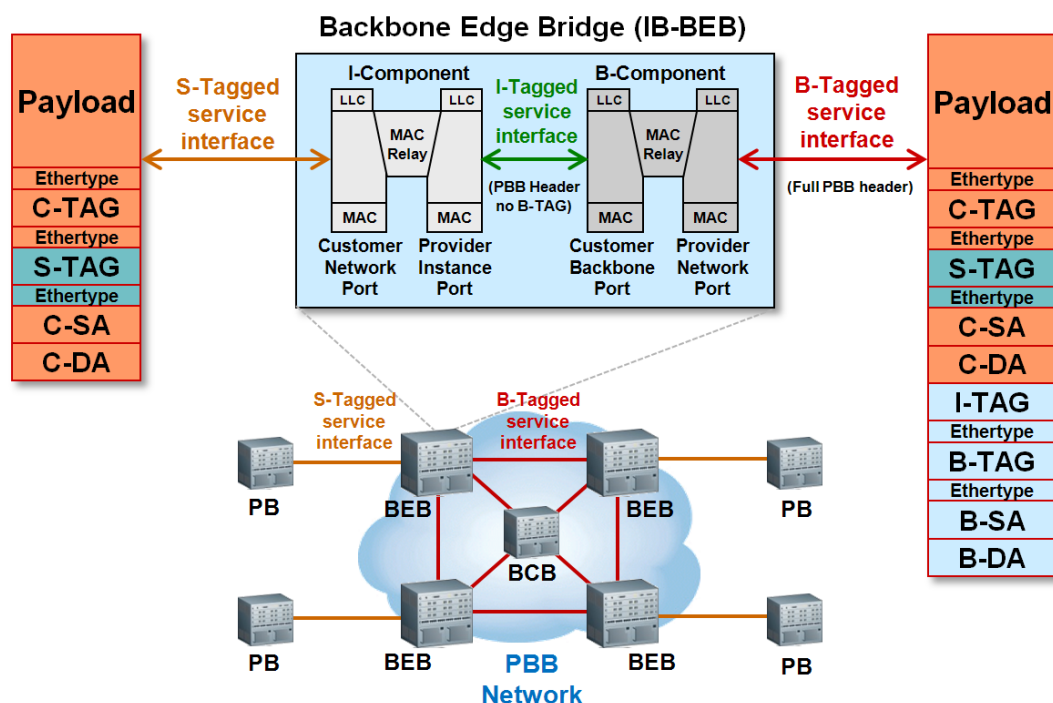 Backbone Edge Bridge (IB-BEB)
Payload
Ethertype
C-TAG
Ethertype
S-TAG
Ethertype
C-SA
C-DA
S-Tagged
service
interface
I-Component
LLC
LLC
MAC
Relay
MAC
MAC
Customer
Network
Port
Provider
Instance
Port
I-Tagged
service
interface
(PBB Header
no B-TAG)
B-Component
LLC
LLC
MAC
Relay
MAC
MAC
Customer
Backbone
Port
Provider
Network
Port
B-Tagged
service
interface
(Full PBB header)
Payload
Ethertype
C-TAG
Ethertype
S-TAG
Ethertype
C-SA
C-DA
I-TAG
Ethertype
B-TAG
Ethertype
B-SA
B-DA
S-Tagged
service
interface
B-Tagged
service
interface
PB
BEB
BEB
PB
BCB
PB
BEB
BEB
PB
PBB
Network